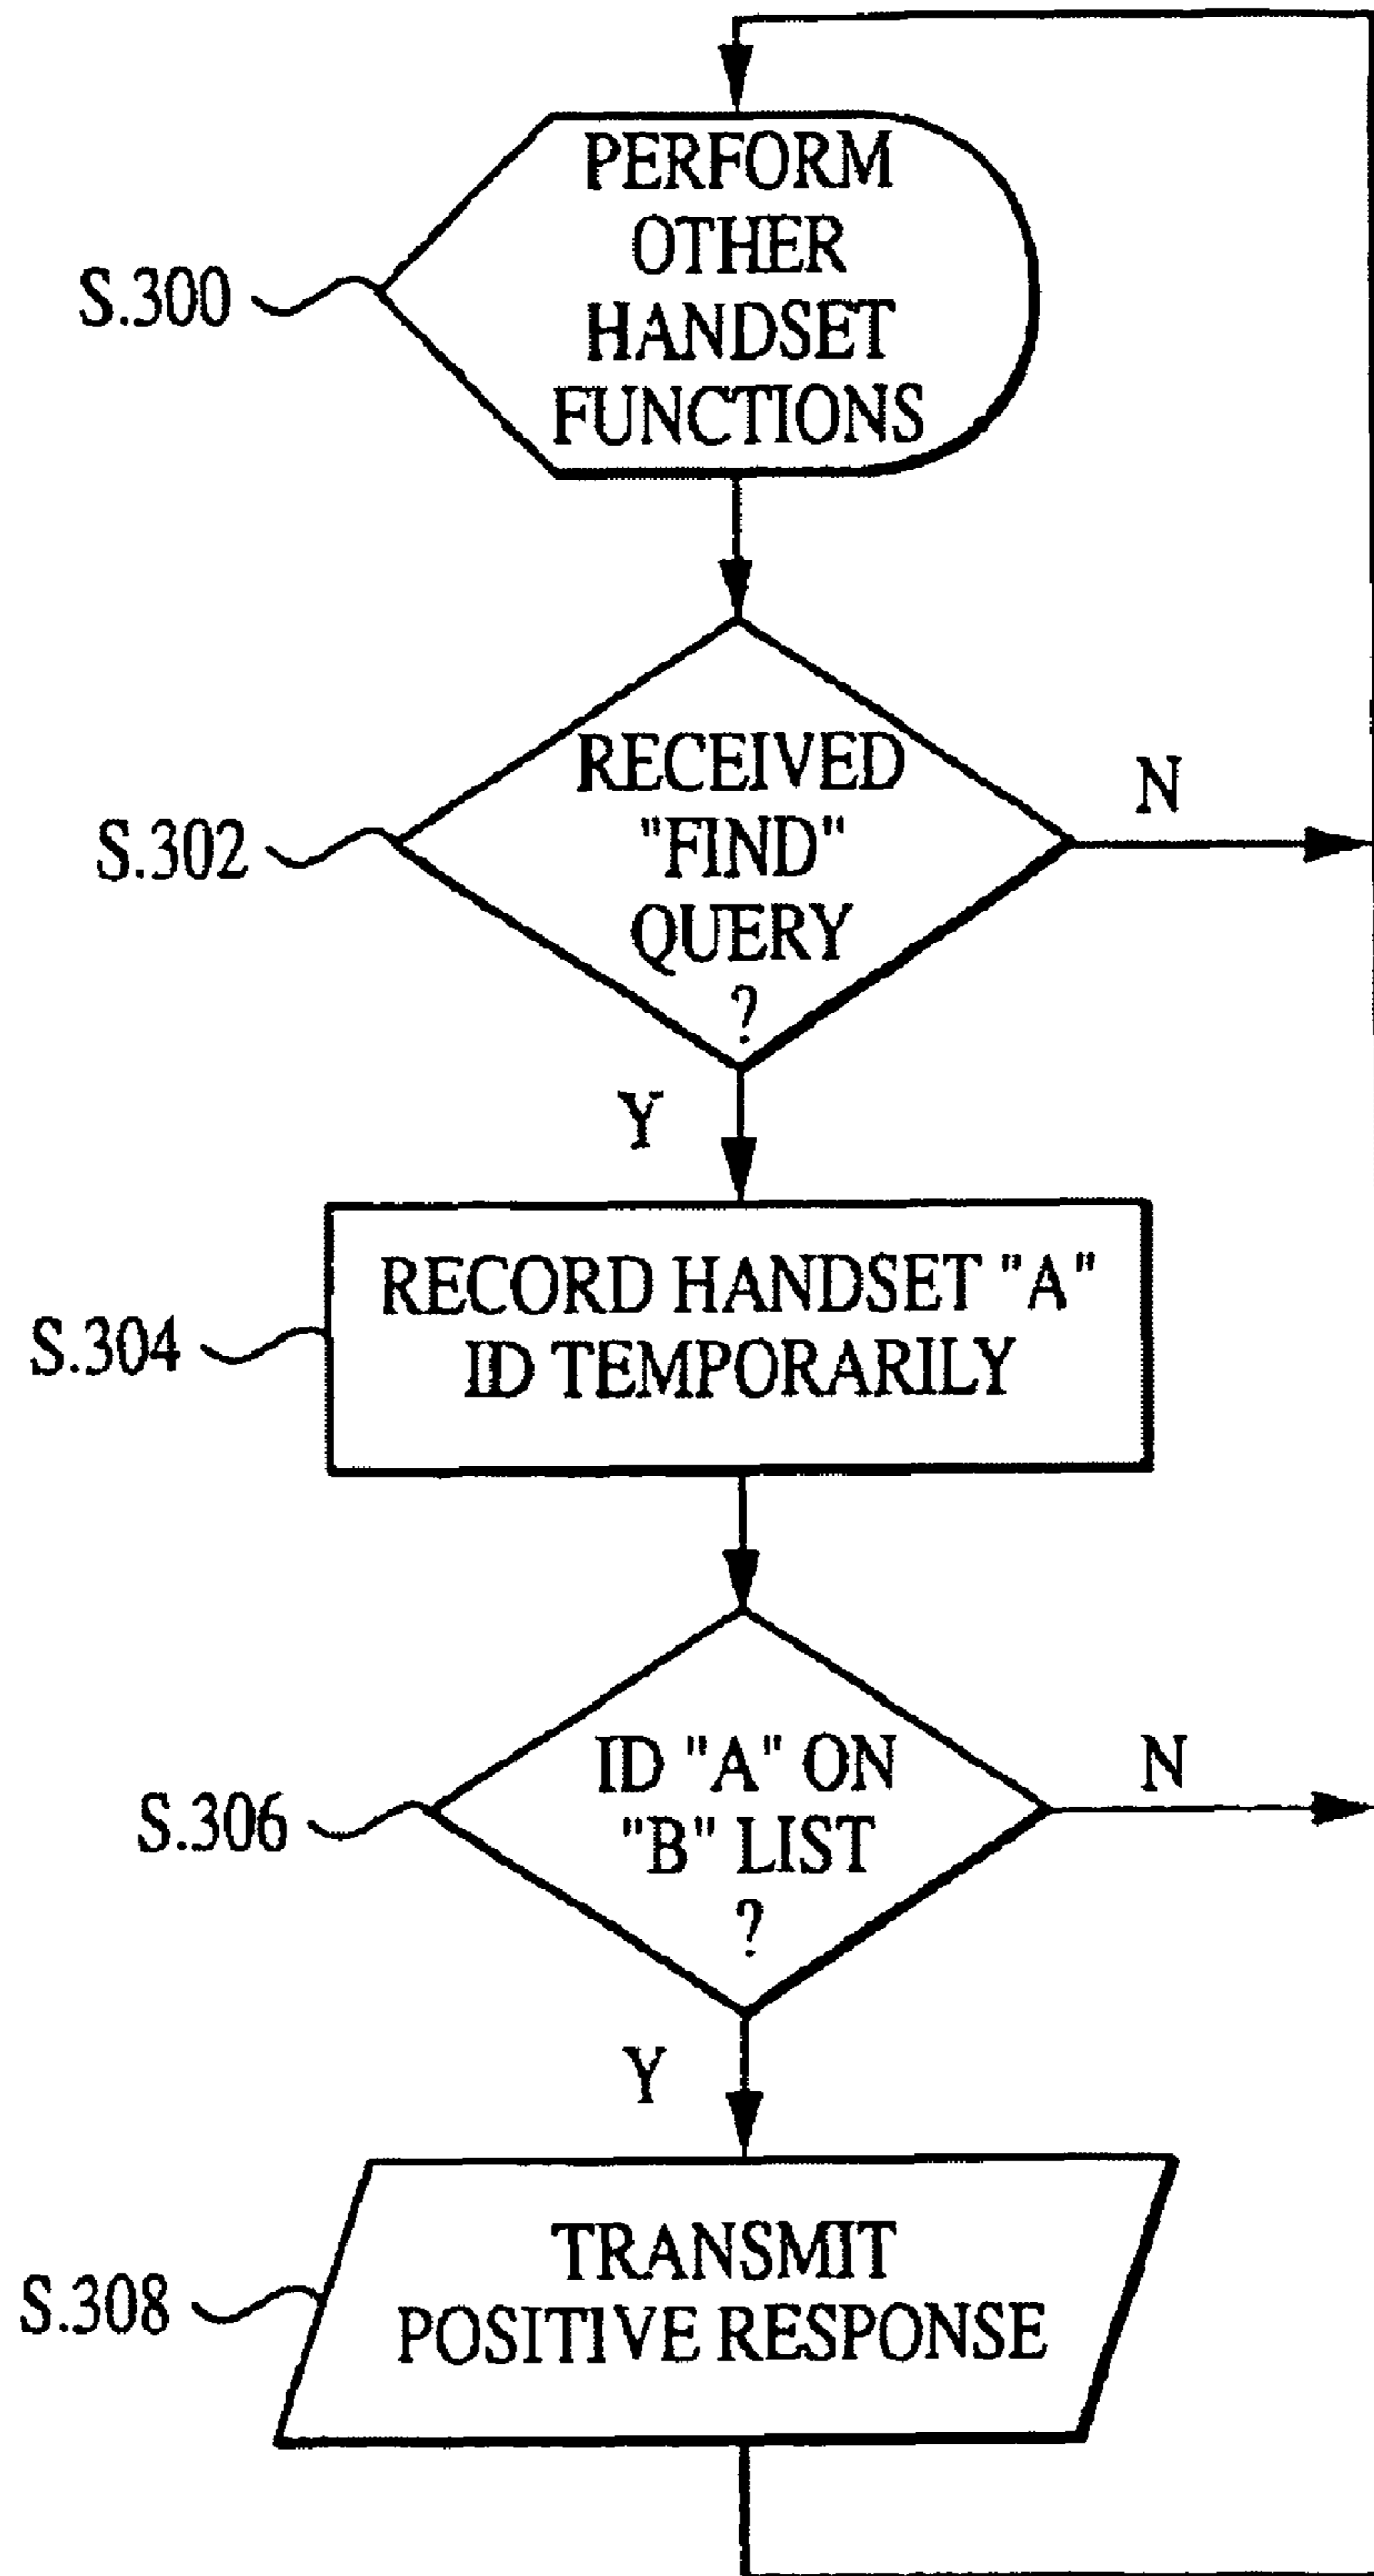 PERFORM
OTHER
HANDSET
FUNCTIONS
S.300
RECEIVED
"FIND"
QUERY
?
S.302
N
Y
RECORD HANDSET "A"
ID TEMPORARILY
S.304
ID "A" ON
"B" LIST
?
S.306
N
Y
TRANSMIT
POSITIVE RESPONSE
S.308